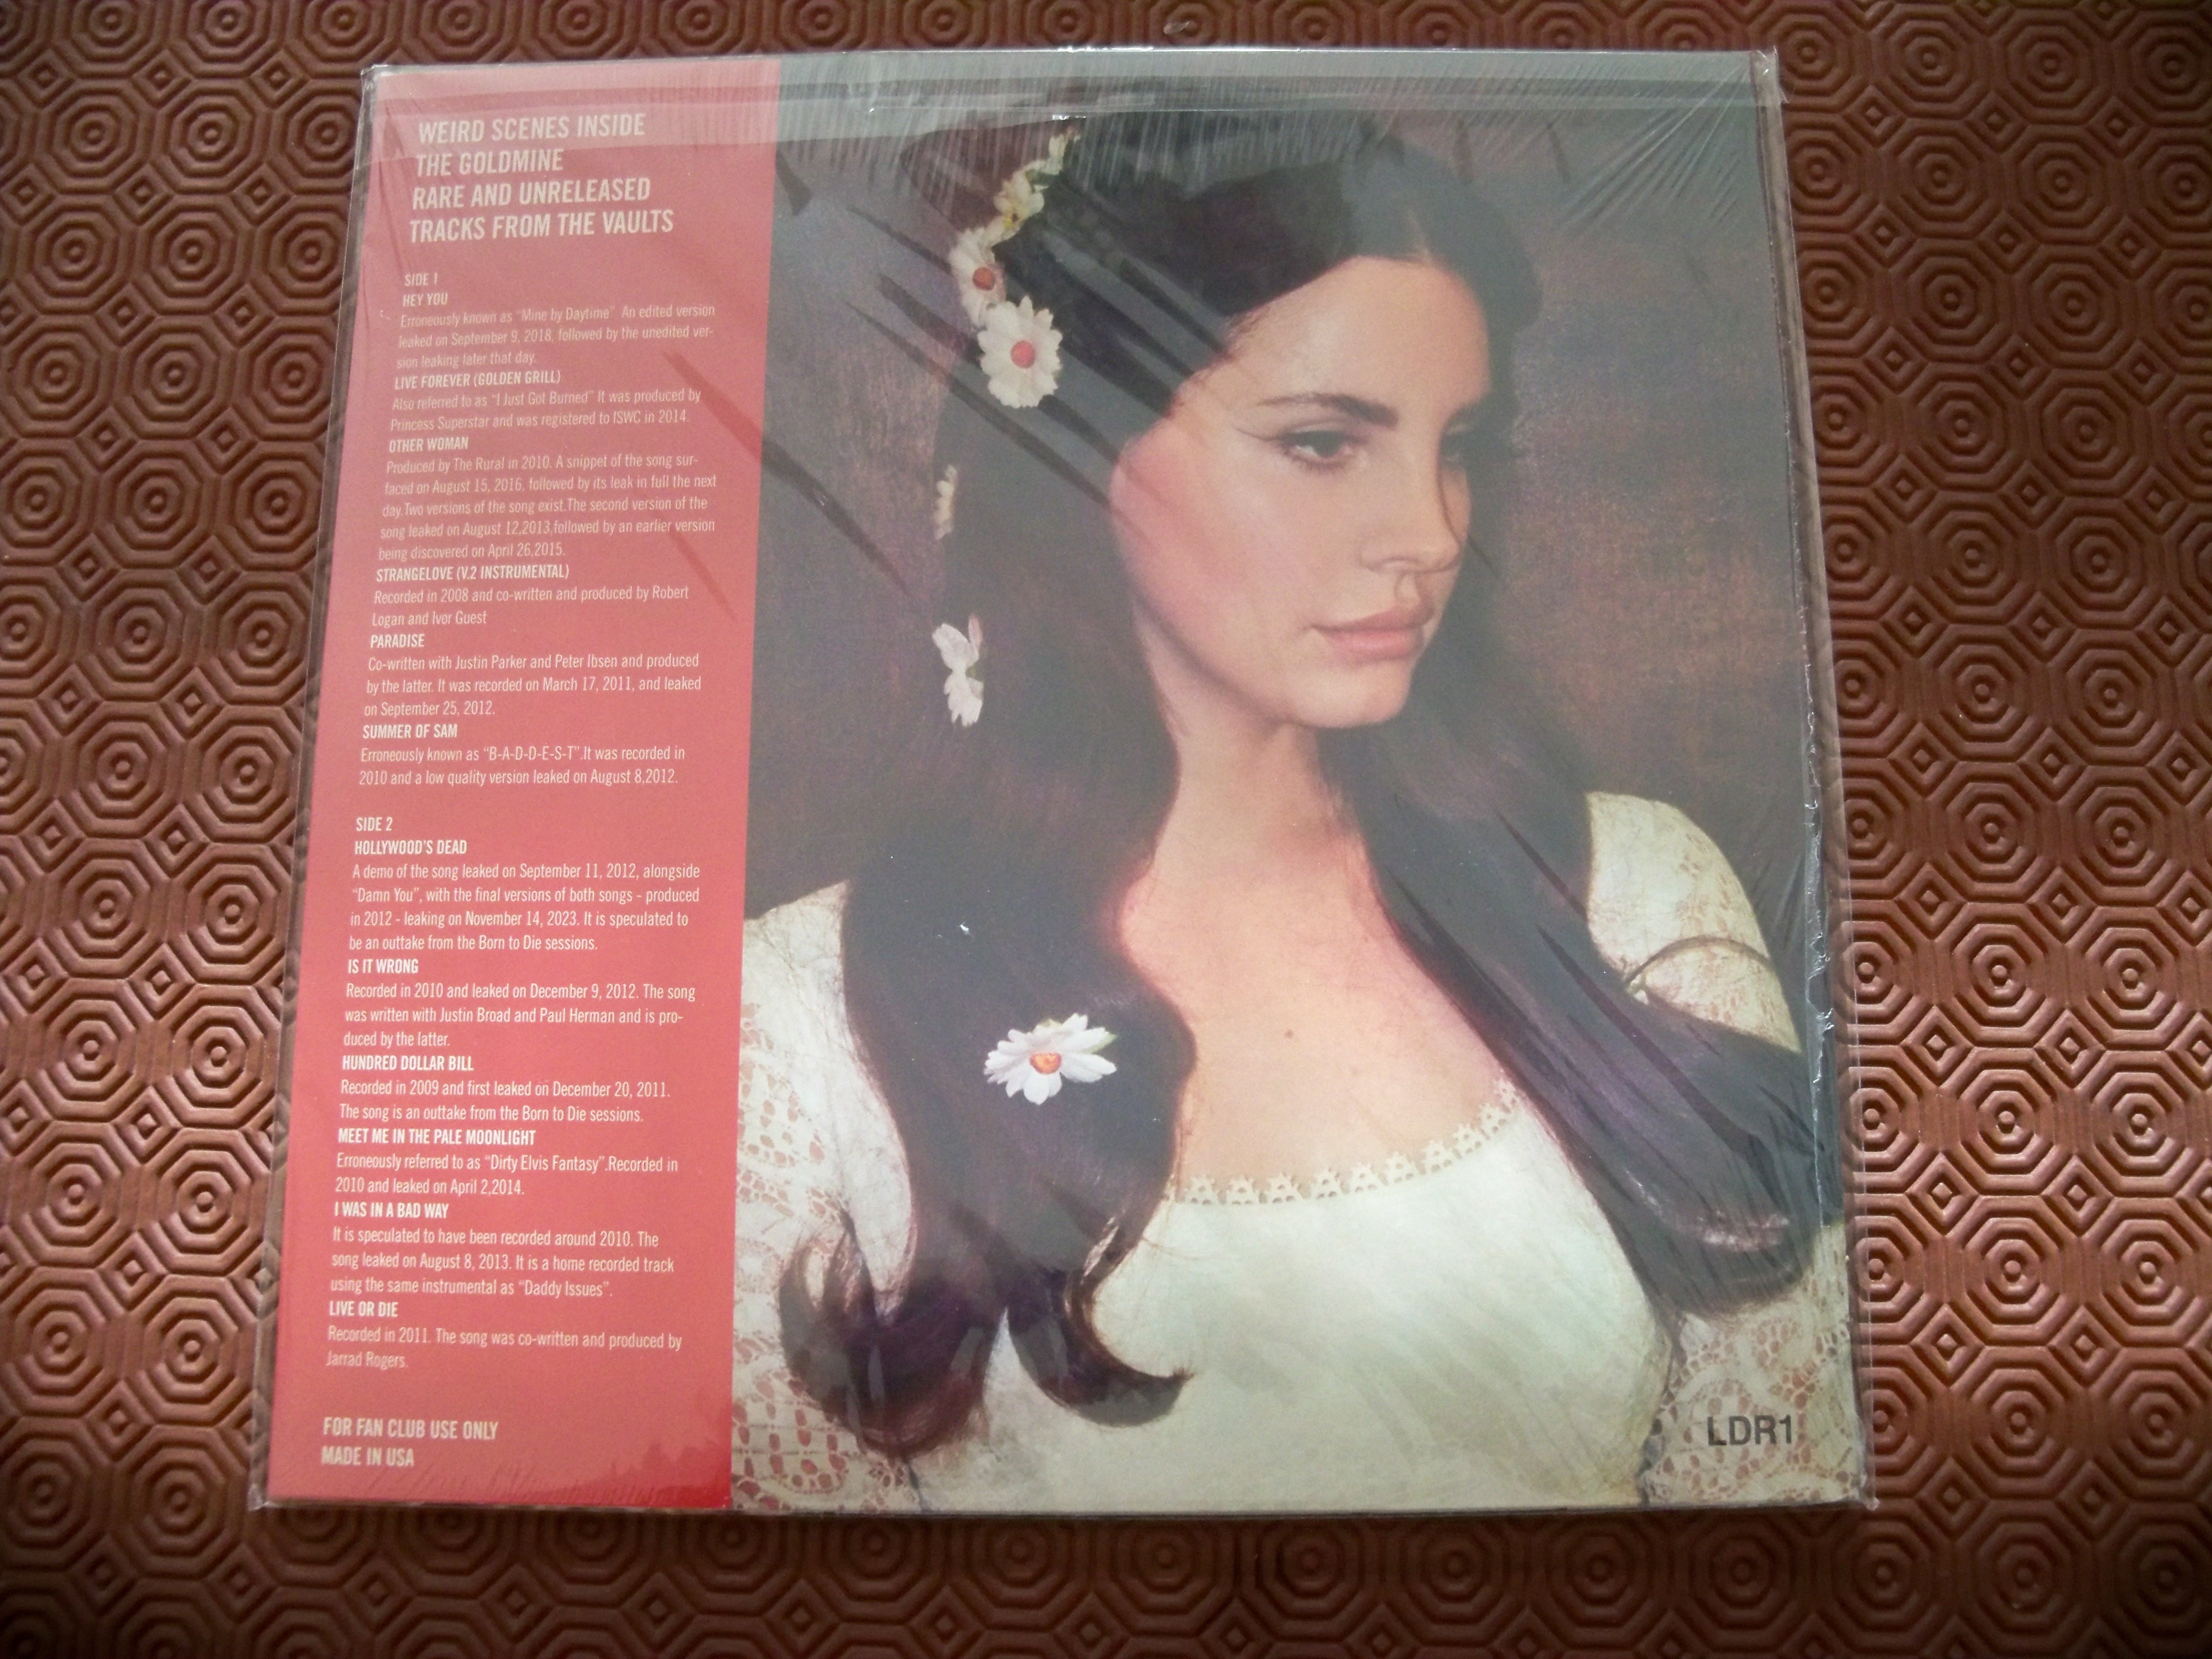 WEIRD SCENES INSIDE
THE GOLDMINE
RARE AND UNRELEASED
TRACKS FROM THE VAULTS
SIDE 1
HEY YOU
Erroneously known as "Mine by Daytime" An edited version
leaked on September 9, 2018, followed by the unedited ver-
sion leaking later that day.
LIVE FOREVER (GOLDEN GRILL)
Also referred to as "I Just Got Burned" It was produced by
Princess Superstar and was registered to ISWC in 2014.
OTHER WOMAN
Produced by The Rural in 2010. A snippet of the song sur-
faced on August 15, 2016, followed by its leak in full the next
day.Two versions of the song exist.The second version of the
song leaked on August 12,2013,followed by an earlier version
being discovered on April 26,2015.
STRANGELOVE (V.2 INSTRUMENTAL)
Recorded in 2008 and co-written and produced by Robert
Logan and Ivor Guest
PARADISE
Co-written with Justin Parker and Peter Ibsen and produced
by the latter. It was recorded on March 17, 2011, and leaked
on September 25, 2012.
SUMMER OF SAM
Erroneously known as "B-A-D-D-E-S-T".It was recorded in
2010 and a low quality version leaked on August 8,2012.
SIDE 2
HOLLYWOOD'S DEAD
A demo of the song leaked on September 11, 2012, alongside
"Damn You", with the final versions of both songs - produced
in 2012 - leaking on November 14, 2023. It is speculated to
be an outtake from the Born to Die sessions.
IS IT WRONG
Recorded in 2010 and leaked on December 9, 2012. The song
was written with Justin Broad and Paul Herman and is pro-
duced by the latter.
HUNDRED DOLLAR BILL
Recorded in 2009 and first leaked on December 20, 2011.
The song is an outtake from the Born to Die sessions.
MEET ME IN THE PALE MOONLIGHT
Erroneously referred to as "Dirty Elvis Fantasy".Recorded in
2010 and leaked on April 2,2014.
I WAS IN A BAD WAY
It is speculated to have been recorded around 2010. The
song leaked on August 8, 2013. It is a home recorded track
using the same instrumental as "Daddy Issues".
LIVE OR DIE
Recorded in 2011. The song was co-written and produced by
Jarrad Rogers.
FOR FAN CLUB USE ONLY
MADE IN USA
LDR1